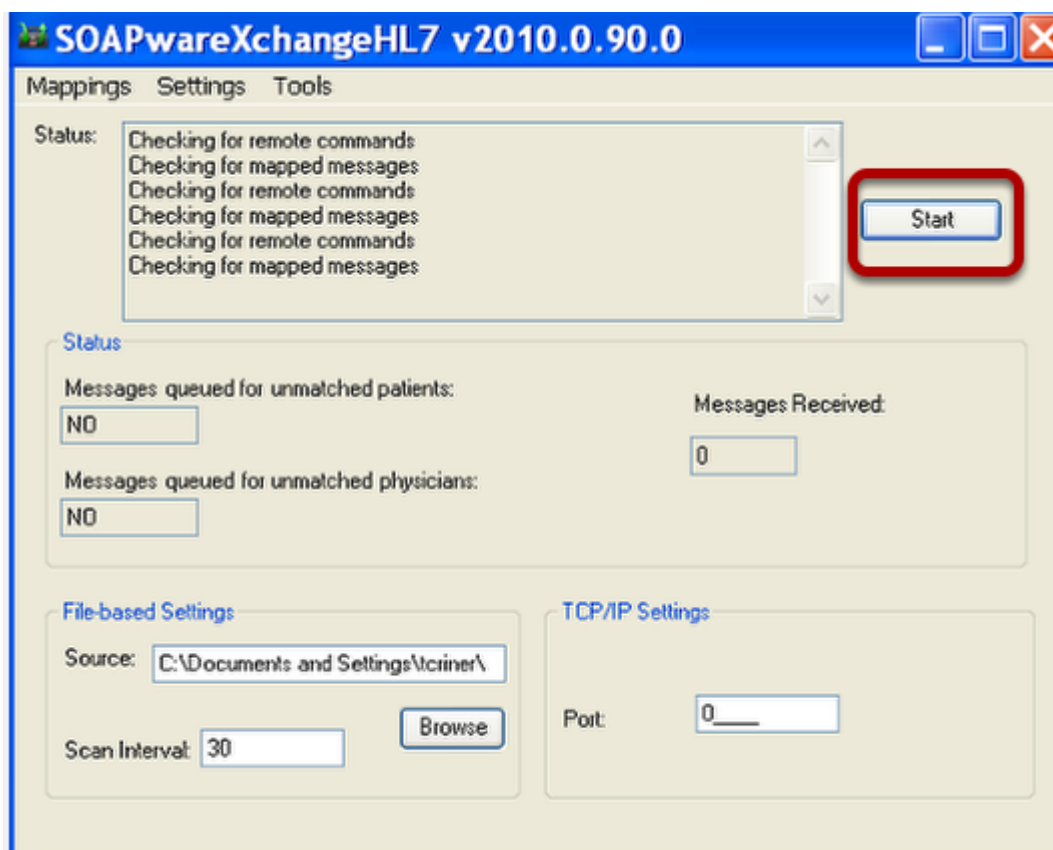 SOAPwareXchangeHL7 v2010.0.90.0
Mappings Settings Tools
Status:
Checking for remote commands
Checking for mapped messages
Checking for remote commands
Checking for mapped messages
Checking for remote commands
Checking for mapped messages
Start
Status
Messages queued for unmatched patients:
NO
Messages Received:
0
Messages queued for unmatched physicians:
NO
File-based Settings
Source: C:\Documents and Settings\tcriner\
Browse
Scan Interval: 30
TCP/IP Settings
Port: 0____